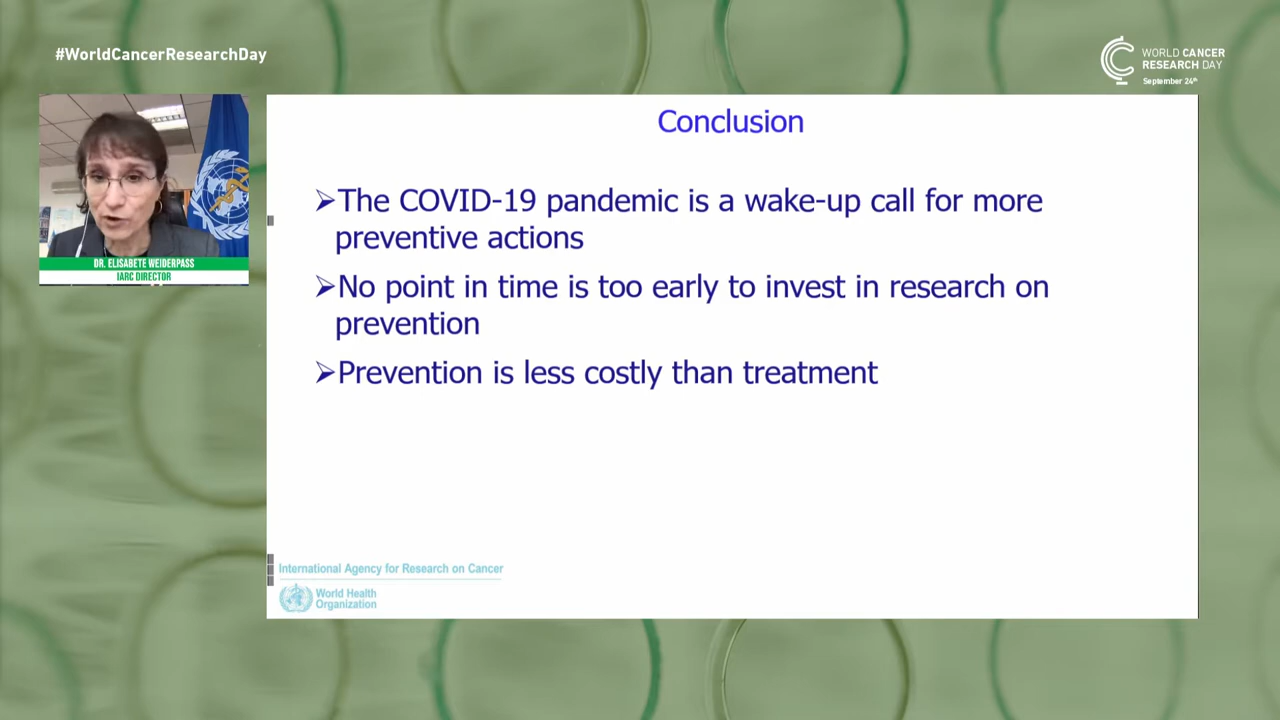 #WorldCancerResearchDay
WORLD CANCER
RESEARCH DAY
September 24th
DR. ELISABETE WEIDERPASS
IARC DIRECTOR
Conclusion
➢The COVID-19 pandemic is a wake-up call for more
preventive actions
➢No point in time is too early to invest in research on
prevention
➢Prevention is less costly than treatment
International Agency for Research on Cancer
World Health
Organization